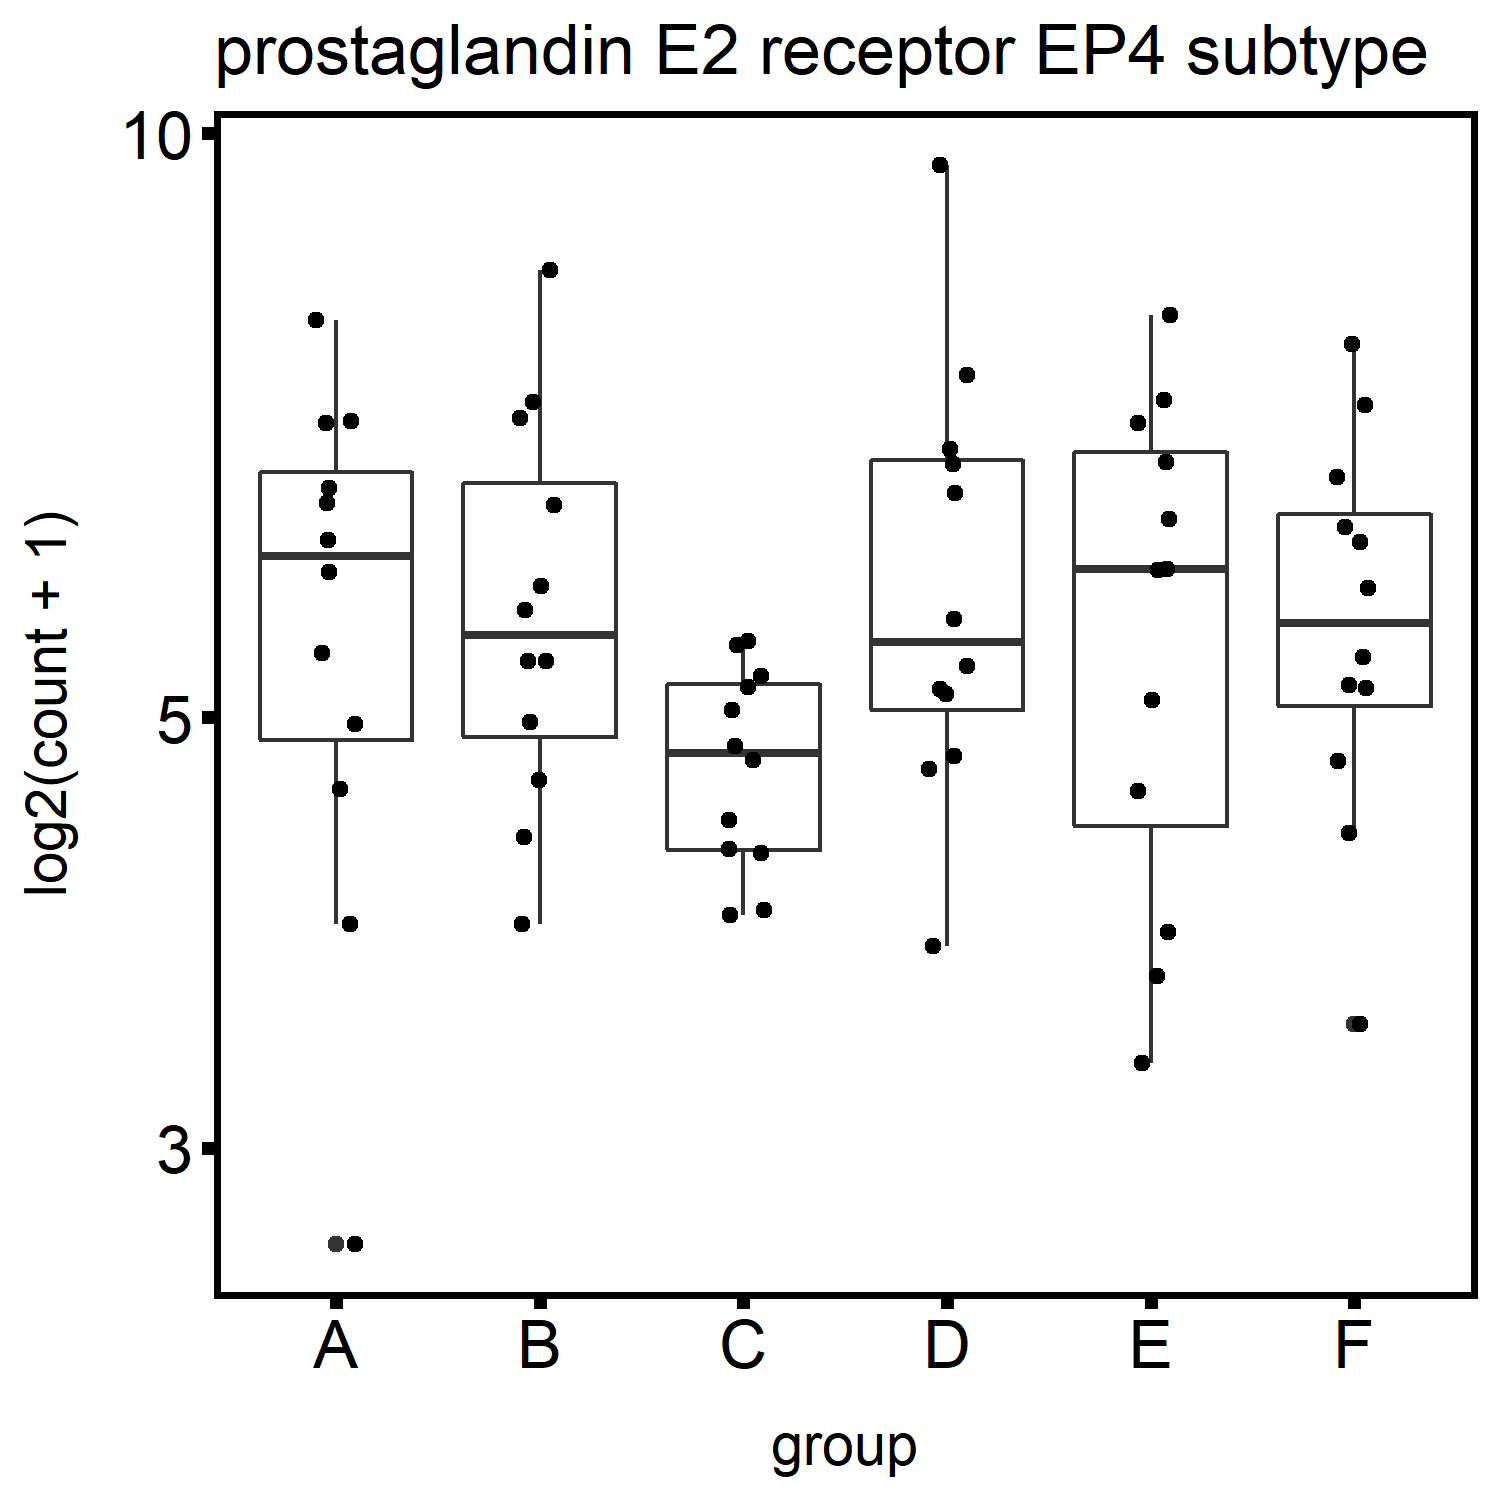 prostaglandin E2 receptor EP4 subtype
10
5
3
log2(count + 1)
A B C D E F
group